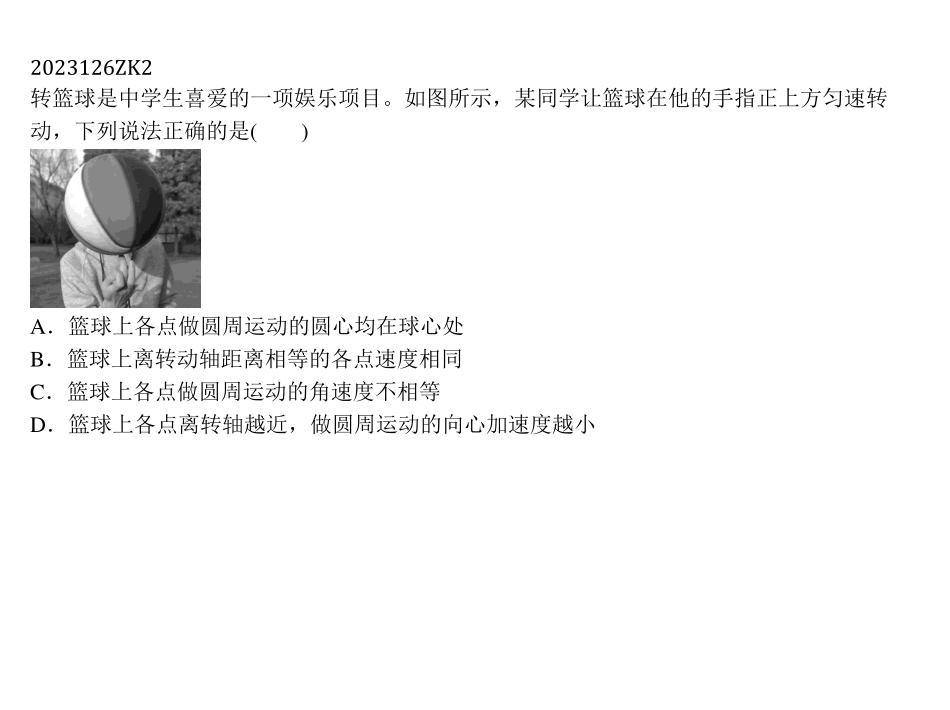 2023126ZK2
转篮球是中学生喜爱的一项娱乐项目。如图所示，某同学让篮球在他的手指正上方匀速转
动，下列说法正确的是(　　)
A．篮球上各点做圆周运动的圆心均在球心处
B．篮球上离转动轴距离相等的各点速度相同
C．篮球上各点做圆周运动的角速度不相等
D．篮球上各点离转轴越近，做圆周运动的向心加速度越小